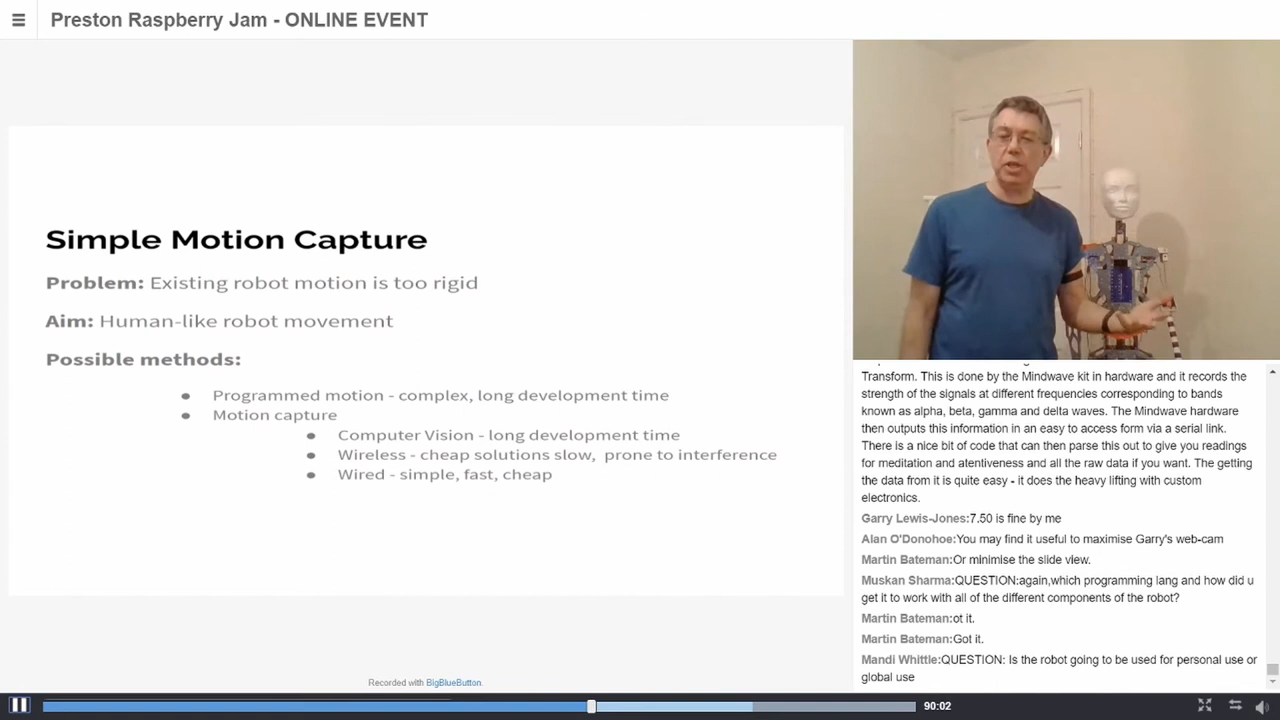 Preston Raspberry Jam - ONLINE EVENT
Simple Motion Capture
Problem: Existing robot motion is too rigid
Aim: Human-like robot movement
Possible methods:
● Programmed motion - complex, long development time
● Motion capture
● Computer Vision - long development time
● Wireless - cheap solutions slow, prone to interference
● Wired - simple, fast, cheap
Recorded with BigBlueButton.
Transform. This is done by the Mindwave kit in hardware and it records the
strength of the signals at different frequencies corresponding to bands
known as alpha, beta, gamma and delta waves. The Mindwave hardware
then outputs this information in an easy to access form via a serial link.
There is a nice bit of code that can then parse this out to give you readings
for meditation and atentiveness and all the raw data if you want. The getting
the data from it is quite easy - it does the heavy lifting with custom
electronics.
Garry Lewis-Jones:7.50 is fine by me
Alan O'Donohoe:You may find it useful to maximise Garry's web-cam
Martin Bateman:Or minimise the slide view.
Muskan Sharma:QUESTION:again,which programming lang and how did u
get it to work with all of the different components of the robot?
Martin Bateman:ot it.
Martin Bateman:Got it.
Mandi Whittle:QUESTION: Is the robot going to be used for personal use or
global use
90:02